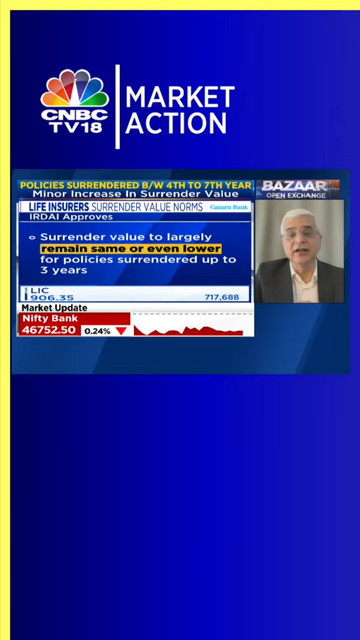 CNBC
TV18
MARKET
ACTION
POLICIES SURRENDERED B/W 4TH TO 7TH YEAR
Minor Increase In Surrender Value
BAZAAR
OPEN EXCHANGE
LIFE INSURERS SURRENDER VALUE NORMS
Canara Bank
IRDAI Approves
Surrender value to largely
remain same or even lower
for policies surrendered up to
3 years
LIC
906.35
717,688
Market Update
Nifty Bank
46752.50 0.24%